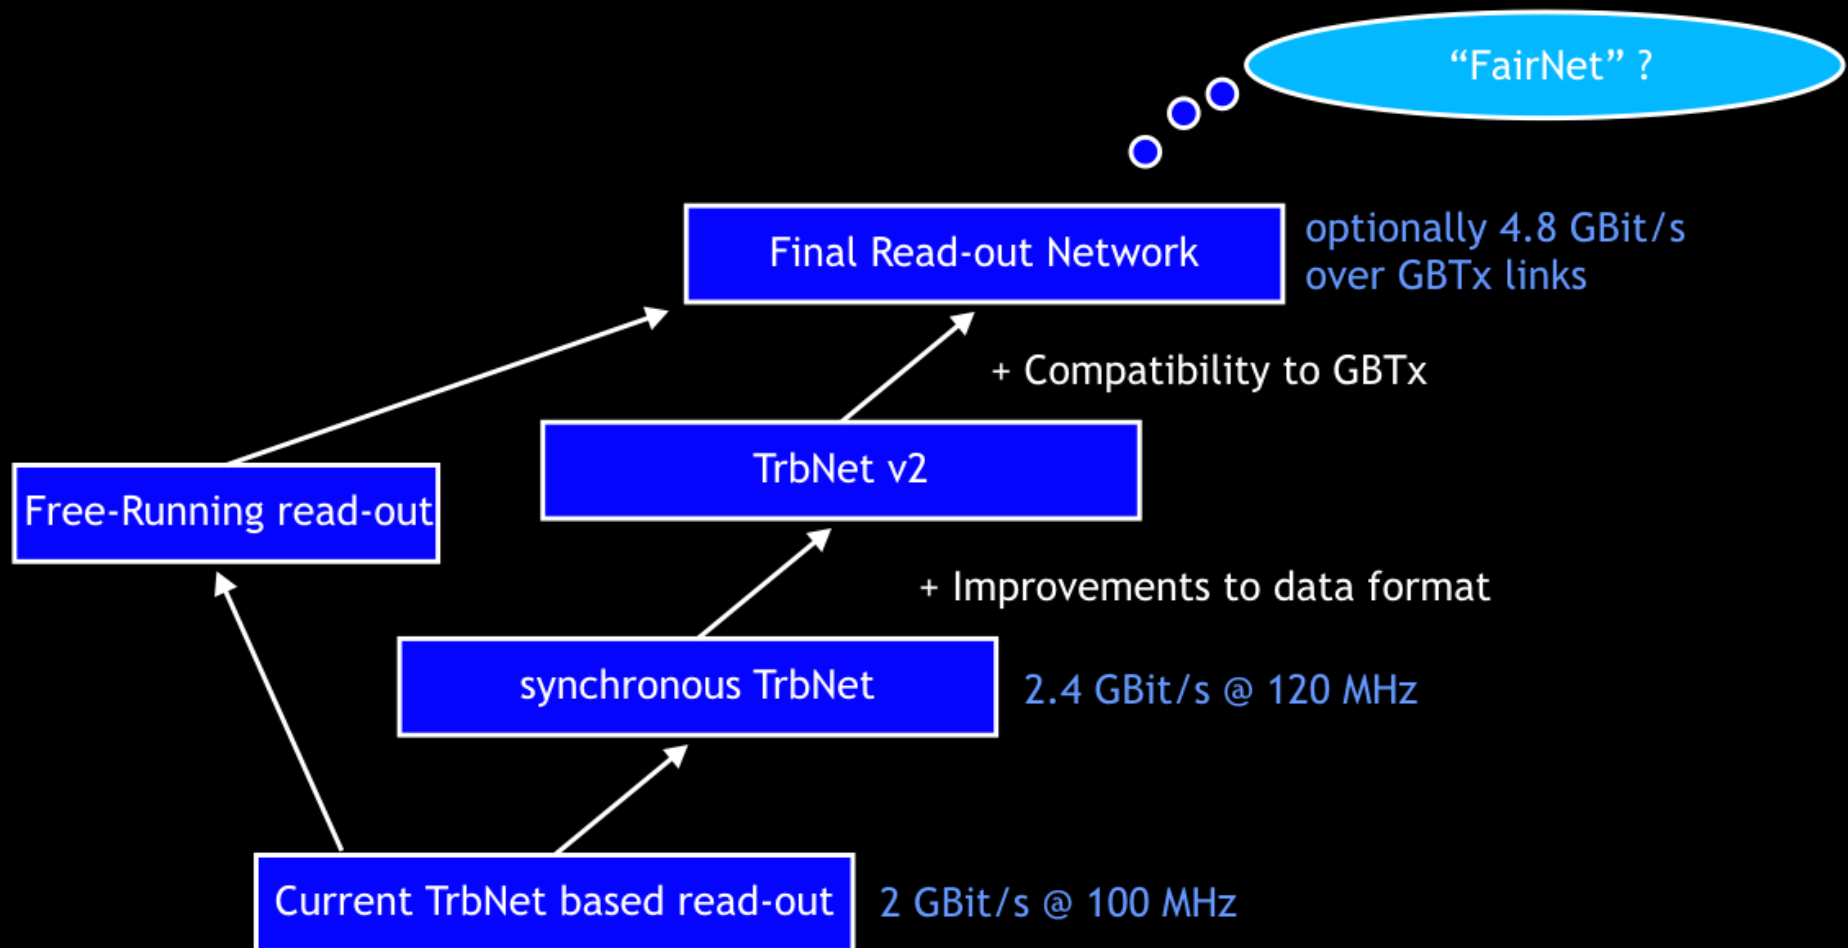 “FairNet” ?
Final Read-out Network
optionally 4.8 GBit/s
over GBTx links
+ Compatibility to GBTx
TrbNet v2
Free-Running read-out
+ Improvements to data format
synchronous TrbNet
2.4 GBit/s @ 120 MHz
Current TrbNet based read-out
2 GBit/s @ 100 MHz